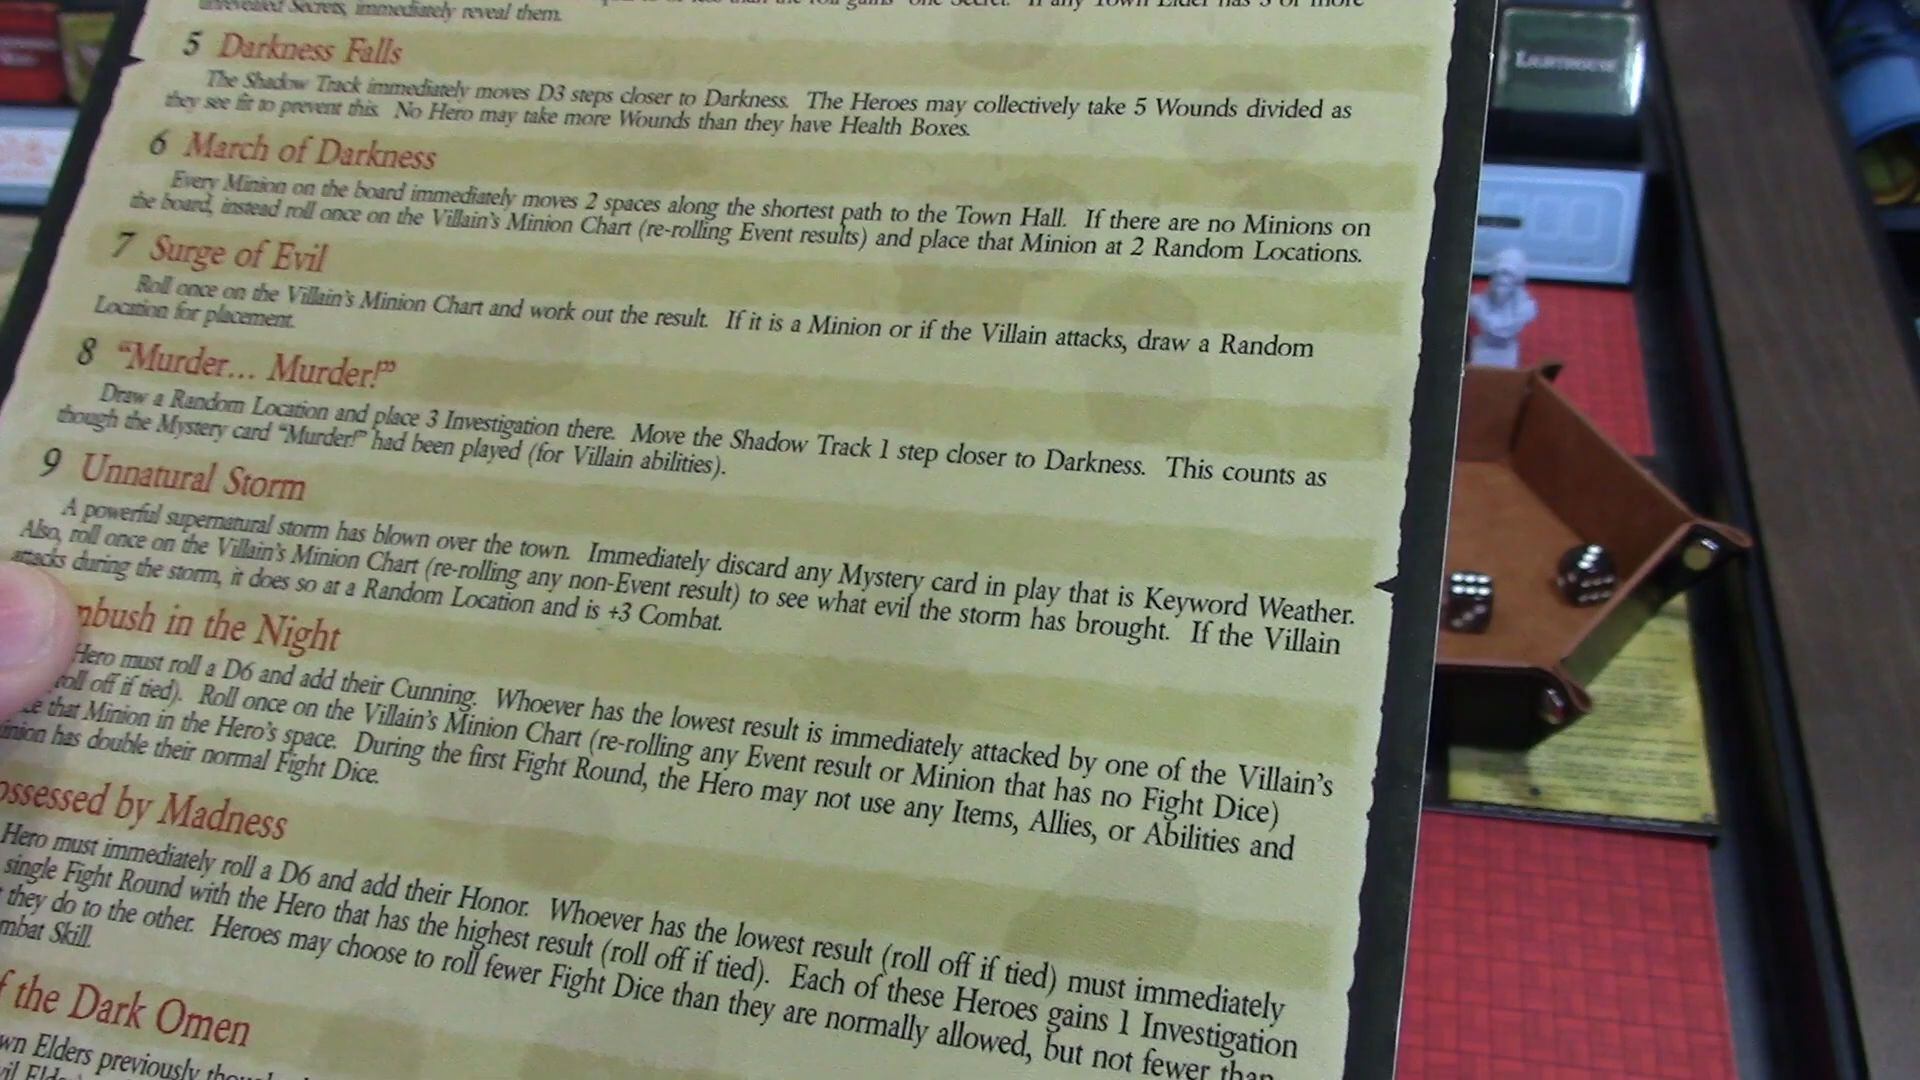 unrevealed Secrets, immediately reveal them.
5 Darkness Falls
The Shadow Track immediately moves D3 steps closer to Darkness. The Heroes may collectively take 5 Wounds divided as
they see fit to prevent this. No Hero may take more Wounds than they have Health Boxes.
6 March of Darkness
Every Minion on the board immediately moves 2 spaces along the shortest path to the Town Hall. If there are no Minions on
the board, instead roll once on the Villain's Minion Chart (re-rolling Event results) and place that Minion at 2 Random Locations.
7 Surge of Evil
Roll once on the Villain's Minion Chart and work out the result. If it is a Minion or if the Villain attacks, draw a Random
Location for placement.
8 "Murder... Murder!"
Draw a Random Location and place 3 Investigation there. Move the Shadow Track 1 step closer to Darkness. This counts as
though the Mystery card "Murder!" had been played (for Villain abilities).
9 Unnatural Storm
A powerful supernatural storm has blown over the town. Immediately discard any Mystery card in play that is Keyword Weather.
Also, roll once on the Villain's Minion Chart (re-rolling any non-Event result) to see what evil the storm has brought. If the Villain
attacks during the storm, it does so at a Random Location and is +3 Combat.
mbush in the Night
Hero must roll a D6 and add their Cunning. Whoever has the lowest result is immediately attacked by one of the Villain's
roll off if tied). Roll once on the Villain's Minion Chart (re-rolling any Event result or Minion that has no Fight Dice)
that Minion in the Hero's space. During the first Fight Round, the Hero may not use any Items, Allies, or Abilities and
inion has double their normal Fight Dice.
ossessed by Madness
Hero must immediately roll a D6 and add their Honor. Whoever has the lowest result (roll off if tied) must immediately
single Fight Round with the Hero that has the highest result (roll off if tied). Each of these Heroes gains 1 Investigation
they do to the other. Heroes may choose to roll fewer Fight Dice than they are normally allowed, but not fewer than
mbat Skill.
f the Dark Omen
wn Elders previously
LIGHTHOUSE